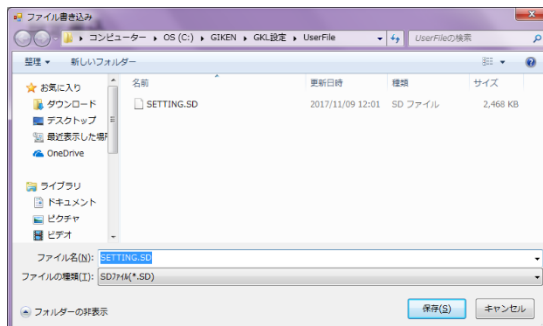 ファイル書き込み
コンピューター ▸ OS (C:) ▸ GIKEN ▸ GKL設定 ▸ UserFile
UserFileの検索
整理 ▼ 新しいフォルダー
名前 更新日時 種類 サイズ
SETTING.SD 2017/11/09 12:01 SD ファイル 2,468 KB
お気に入り
ダウンロード
デスクトップ
最近表示した場所
OneDrive
ライブラリ
ドキュメント
ピクチャ
ビデオ
ファイル名(N): SETTING.SD
ファイルの種類(T): SDファイル(*.SD)
フォルダーの非表示
保存(S) キャンセル